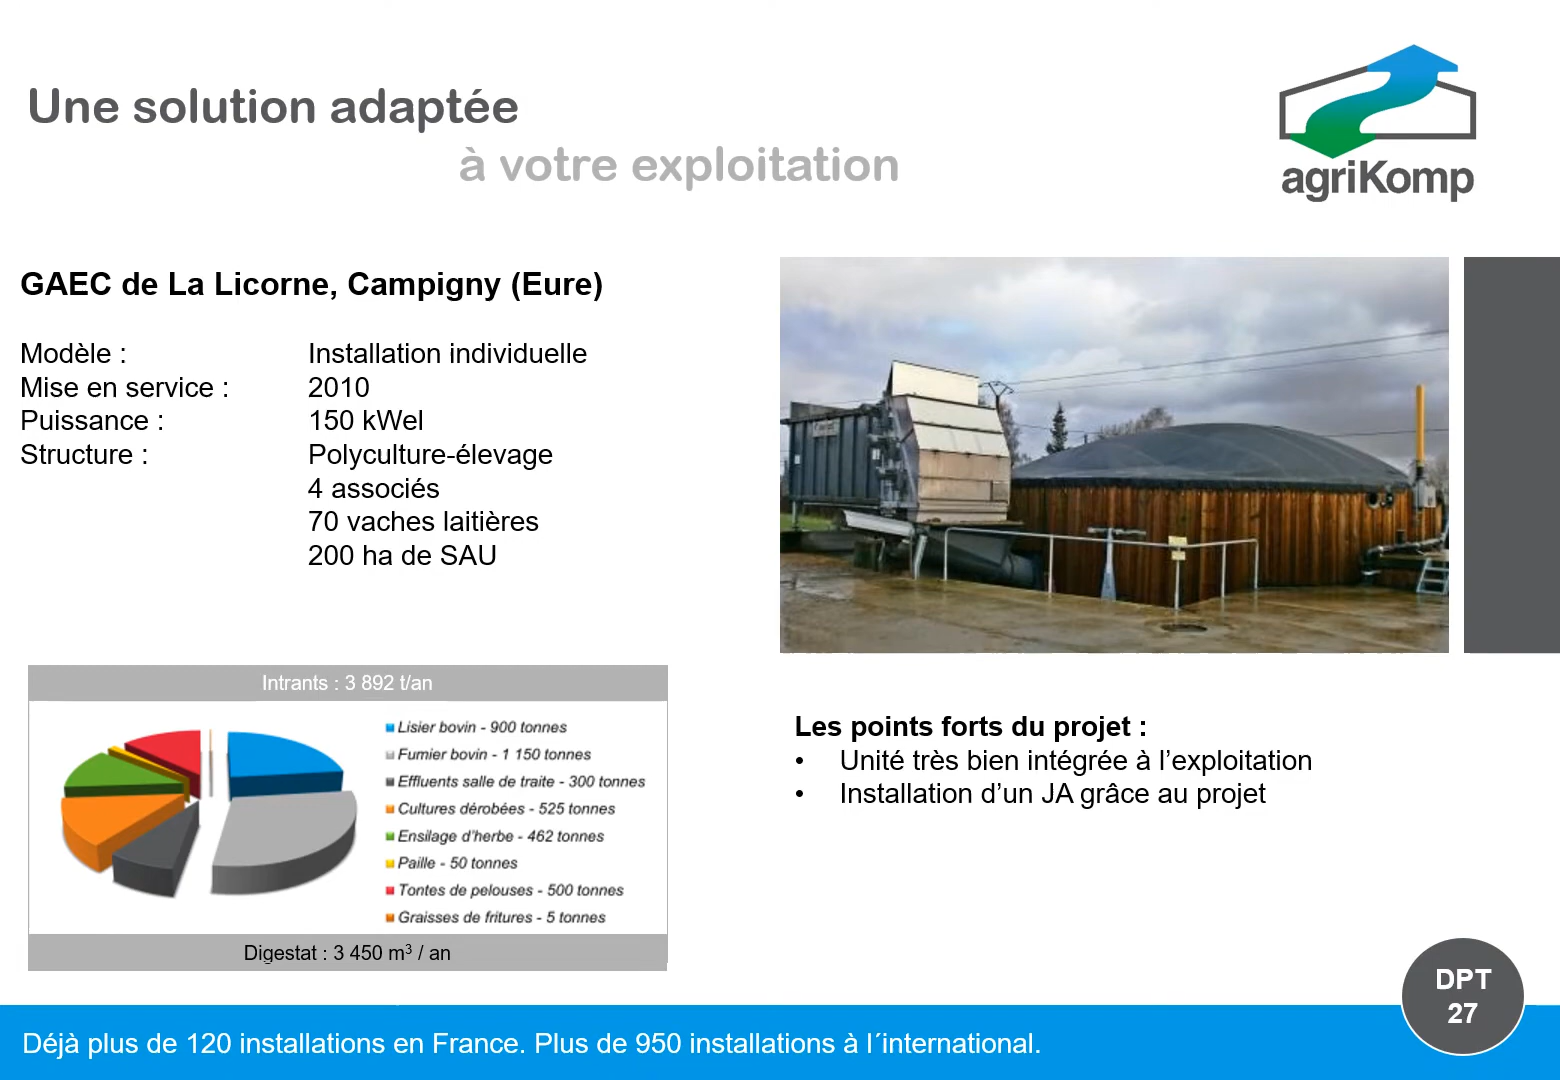 Une solution adaptée
à votre exploitation
agriKomp
GAEC de La Licorne, Campigny (Eure)
Modèle : Installation individuelle
Mise en service : 2010
Puissance : 150 kWel
Structure : Polyculture-élevage
4 associés
70 vaches laitières
200 ha de SAU
Intrants : 3 892 t/an
Lisier bovin - 900 tonnes
Fumier bovin - 1 150 tonnes
Effluents salle de traite - 300 tonnes
Cultures dérobées - 525 tonnes
Ensilage d'herbe - 462 tonnes
Paille - 50 tonnes
Tontes de pelouses - 500 tonnes
Graisses de fritures - 5 tonnes
Digestat : 3 450 m³ / an
Les points forts du projet :
• Unité très bien intégrée à l’exploitation
• Installation d’un JA grâce au projet
DPT
27
Déjà plus de 120 installations en France. Plus de 950 installations à l´international.